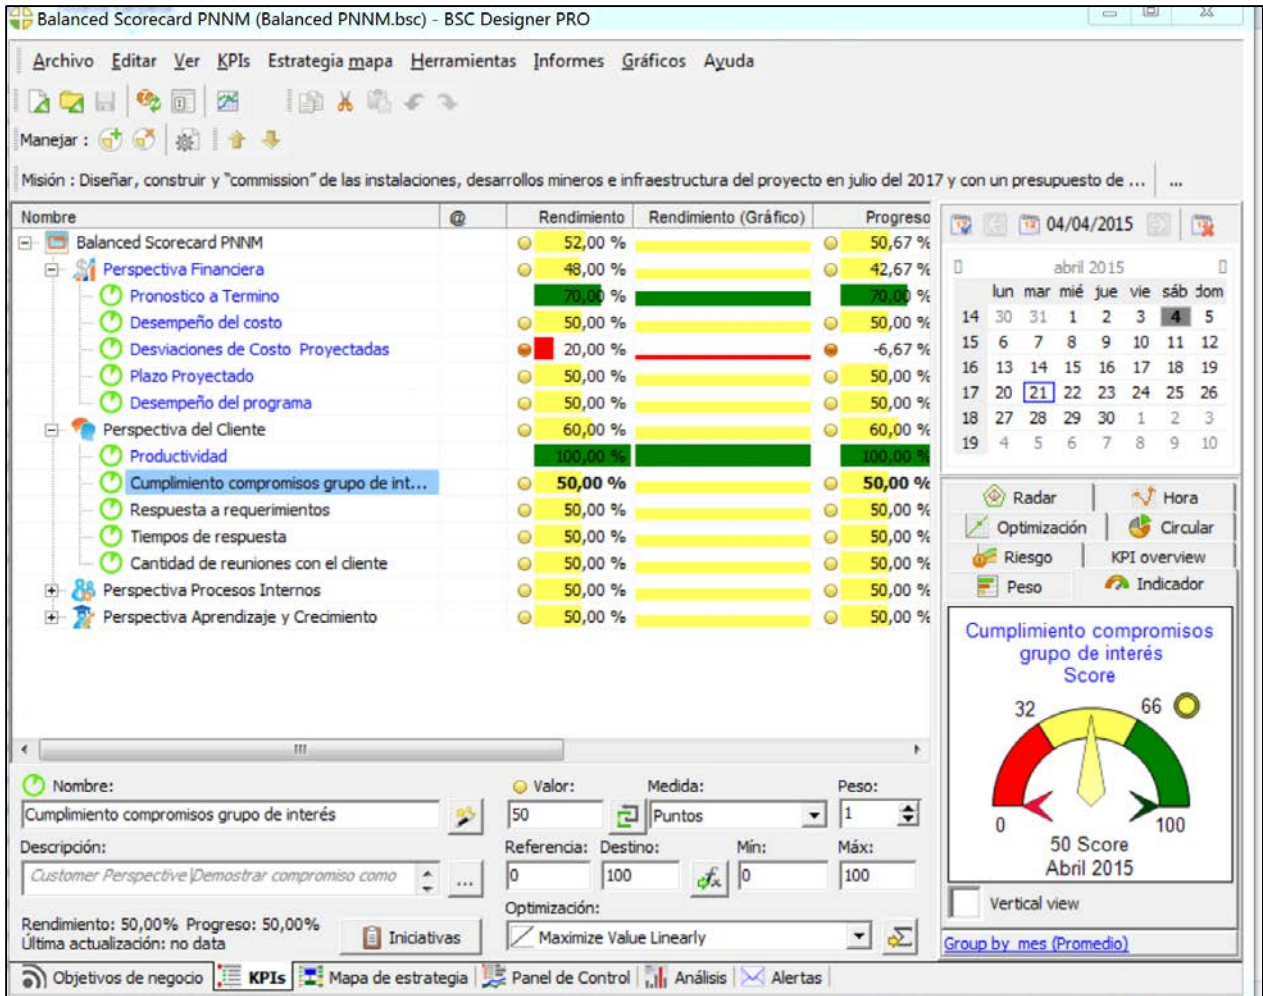 Balanced Scorecard PNNM (Balanced PNNM.bsc) - BSC Designer PRO
Archivo Editar Ver KPIs Estrategia mapa Herramientas Informes Gráficos Ayuda
Manejar :
Misión : Diseñar, construir y "commission" de las instalaciones, desarrollos mineros e infraestructura del proyecto en julio del 2017 y con un presupuesto de ... ...
Nombre @ Rendimiento Rendimiento (Gráfico) Progreso
Balanced Scorecard PNNM 52,00 % 50,67 %
Perspectiva Financiera 48,00 % 42,67 %
Pronostico a Termino 70,00 % 70,00 %
Desempeño del costo 50,00 % 50,00 %
Desviaciones de Costo Proyectadas 20,00 % -6,67 %
Plazo Proyectado 50,00 % 50,00 %
Desempeño del programa 50,00 % 50,00 %
Perspectiva del Cliente 60,00 % 60,00 %
Productividad 100,00 % 100,00 %
Cumplimiento compromisos grupo de int... 50,00 % 50,00 %
Respuesta a requerimientos 50,00 % 50,00 %
Tiempos de respuesta 50,00 % 50,00 %
Cantidad de reuniones con el cliente 50,00 % 50,00 %
Perspectiva Procesos Internos 50,00 % 50,00 %
Perspectiva Aprendizaje y Crecimiento 50,00 % 50,00 %
12 04/04/2015 12
abril 2015
lun mar mié jue vie sáb dom
14 30 31 1 2 3 4 5
15 6 7 8 9 10 11 12
16 13 14 15 16 17 18 19
17 20 21 22 23 24 25 26
18 27 28 29 30 1 2 3
19 4 5 6 7 8 9 10
Radar Hora
Optimización Circular
Riesgo KPI overview
Peso Indicador
Cumplimiento compromisos
grupo de interés
Score
32 66
0 100
50 Score
Abril 2015
Vertical view
Group by mes (Promedio)
Nombre: Valor: Medida: Peso:
Cumplimiento compromisos grupo de interés 50 Puntos 1
Descripción: Referencia: Destino: Mín: Máx:
Customer Perspective\Demostrar compromiso como ... 0 100 fx 0 100
Optimización:
Rendimiento: 50,00% Progreso: 50,00%
Última actualización: no data Iniciativas Maximize Value Linearly Σ
Objetivos de negocio KPIs Mapa de estrategia Panel de Control Análisis Alertas